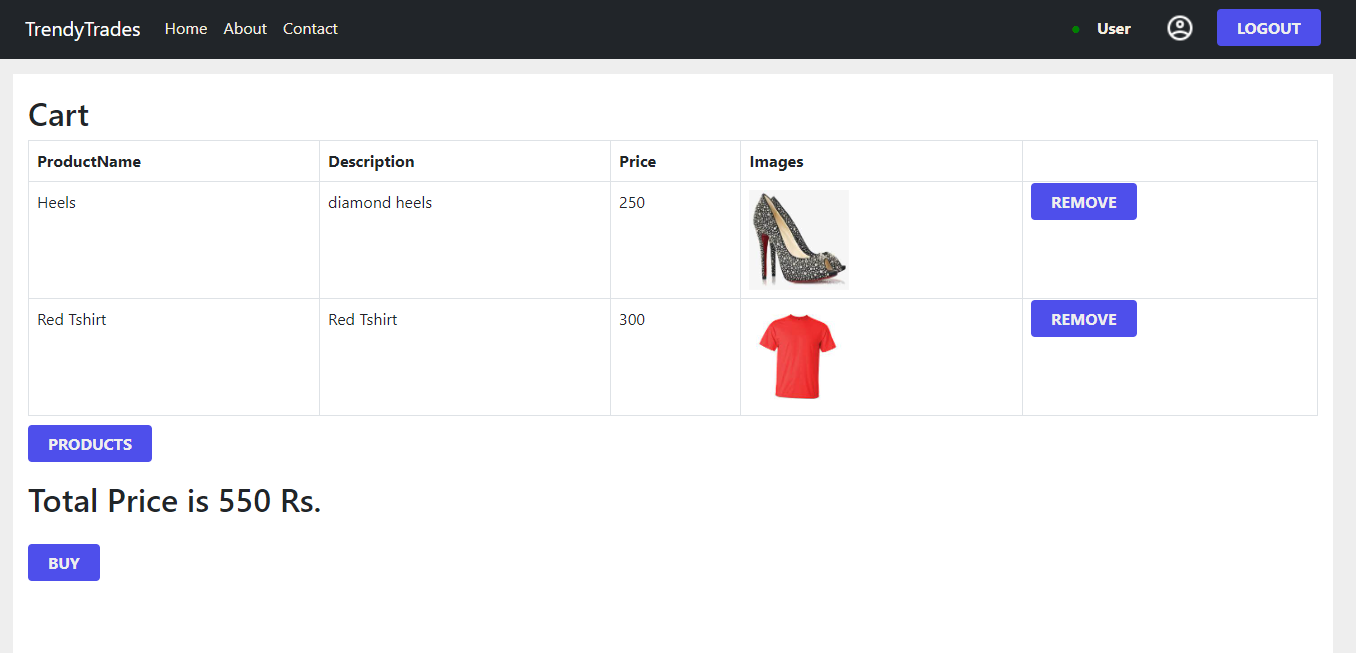 TrendyTrades Home About Contact User LOGOUT
Cart
ProductName Description Price Images
Heels diamond heels 250 REMOVE
Red Tshirt Red Tshirt 300 REMOVE
PRODUCTS
Total Price is 550 Rs.
BUY